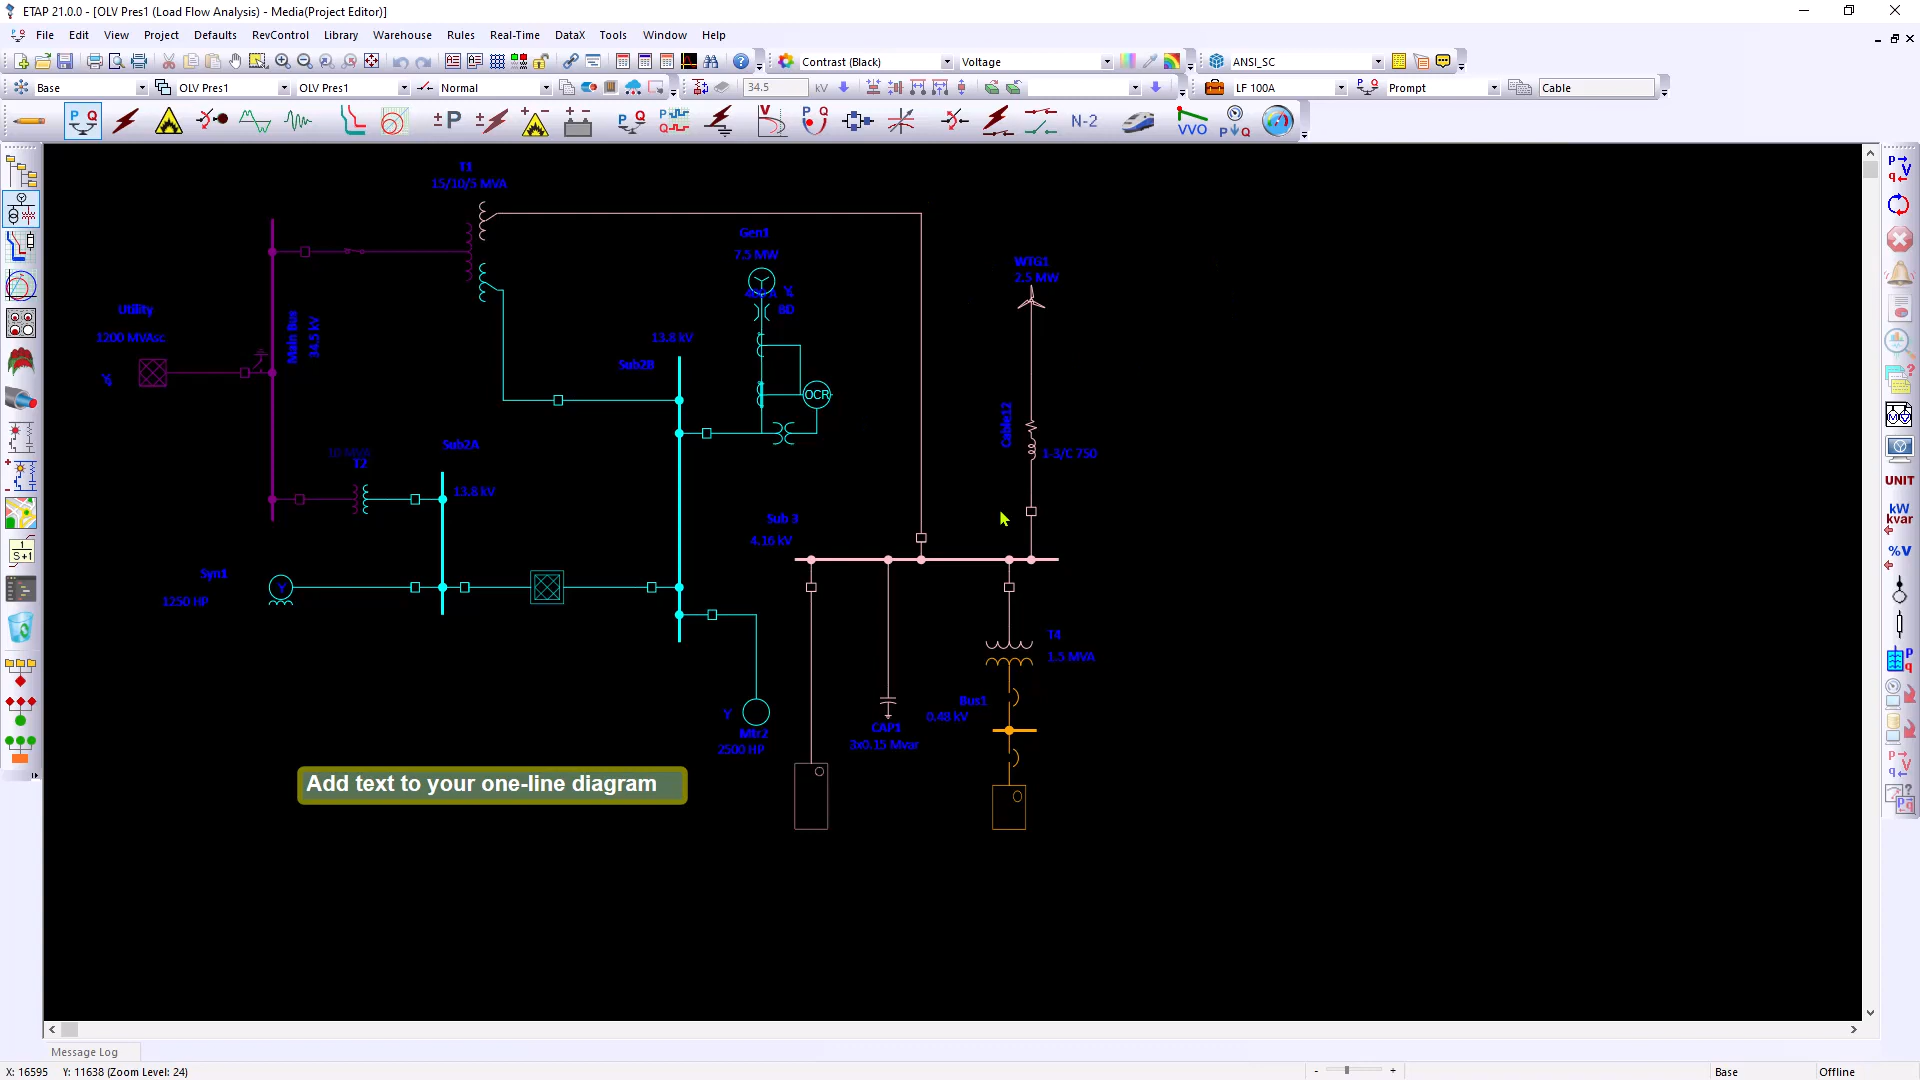 ETAP 21.0.0 - [OLV Pres1 (Load Flow Analysis) - Media(Project Editor)]
File Edit View Project Defaults RevControl Library Warehouse Rules Real-Time DataX Tools Window Help
Contrast (Black) Voltage ANSI_SC
Base OLV Pres1 OLV Pres1 Normal 34.5 kV LF 100A Prompt Cable
P Q ±P P Q N-2 VVO P Q
T1
15/10/5 MVA
Gen1
7.5 MW
BD
OCR
WTG1
2.5 MW
Utility
1200 MVAsc
Main Bus
34.5 kV
13.8 kV
Sub2B
Cable12
1-3/C 750
10 MVA
T2
Sub2A
13.8 kV
Sub 3
4.16 kV
Syn1
1250 HP
Y
T4
1.5 MVA
Bus1
0.48 kV
Y
Mtr2
2500 HP
CAP1
3x0.15 Mvar
Add text to your one-line diagram
UNIT
kW
kvar
%V
1
S+1
Message Log
X: 16595 Y: 11638 (Zoom Level: 24) - + Base Offline